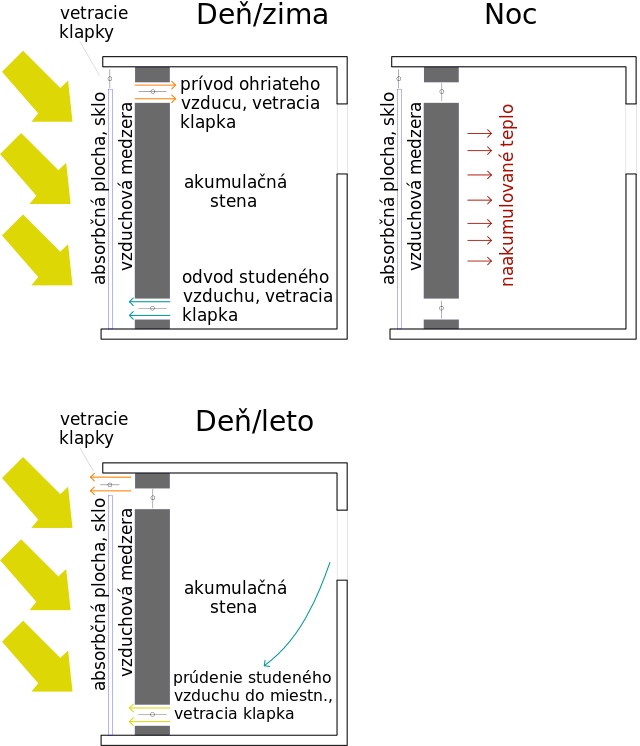 Deň/zima
vetracie
klapky
prívod ohriateho
vzducu, vetracia
klapka
absorbčná plocha, sklo
vzduchová medzera
akumulačná
stena
odvod studeného
vzduchu, vetracia
klapka
Noc
absorbčná plocha, sklo
vzduchová medzera
naakumulované teplo
Deň/leto
vetracie
klapky
absorbčná plocha, sklo
vzduchová medzera
akumulačná
stena
prúdenie studeného
vzduchu do miestn.,
vetracia klapka